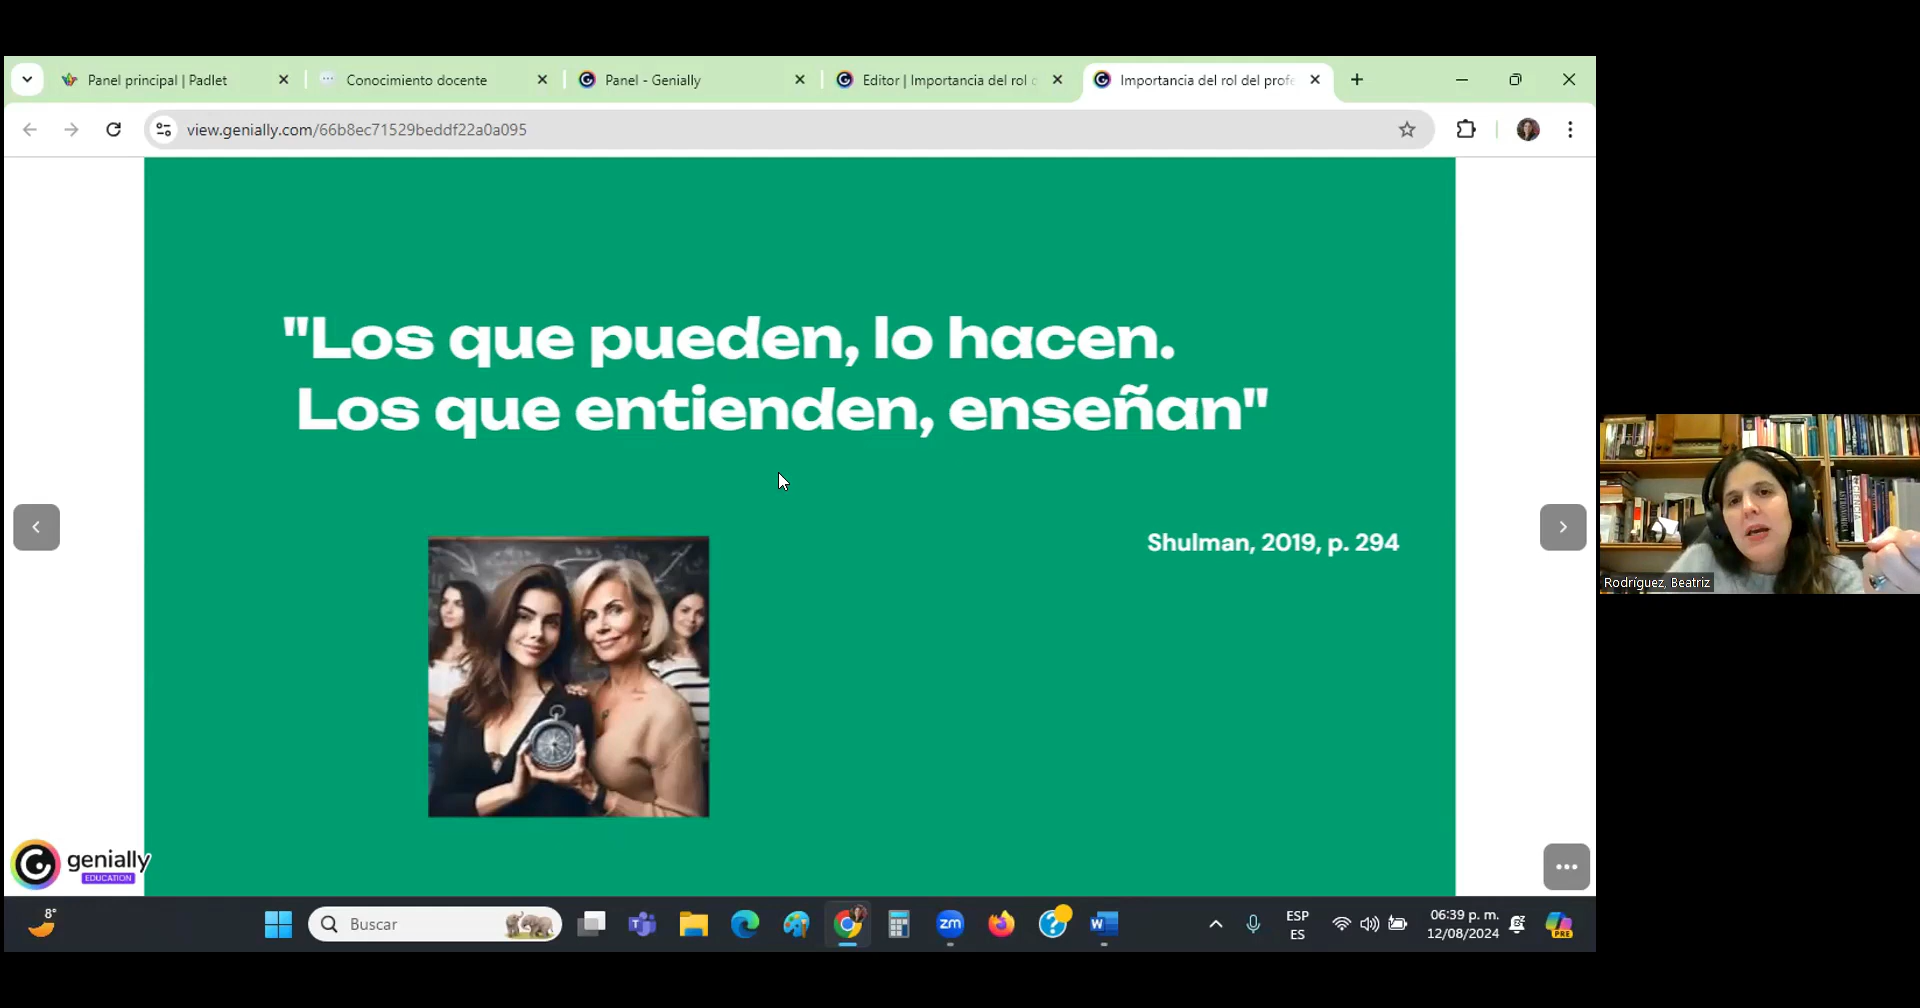 Panel principal | Padlet
Conocimiento docente
Panel - Genially
Editor | Importancia del rol
Importancia del rol del profe
view.genially.com/66b8ec71529beddf22a0a095
"Los que pueden, lo hacen.
Los que entienden, enseñan"
Shulman, 2019, p. 294
Rodríguez, Beatriz
genially
EDUCATION
8°
Buscar
zm
W
PRE
ESP
ES
06:39 p. m.
12/08/2024